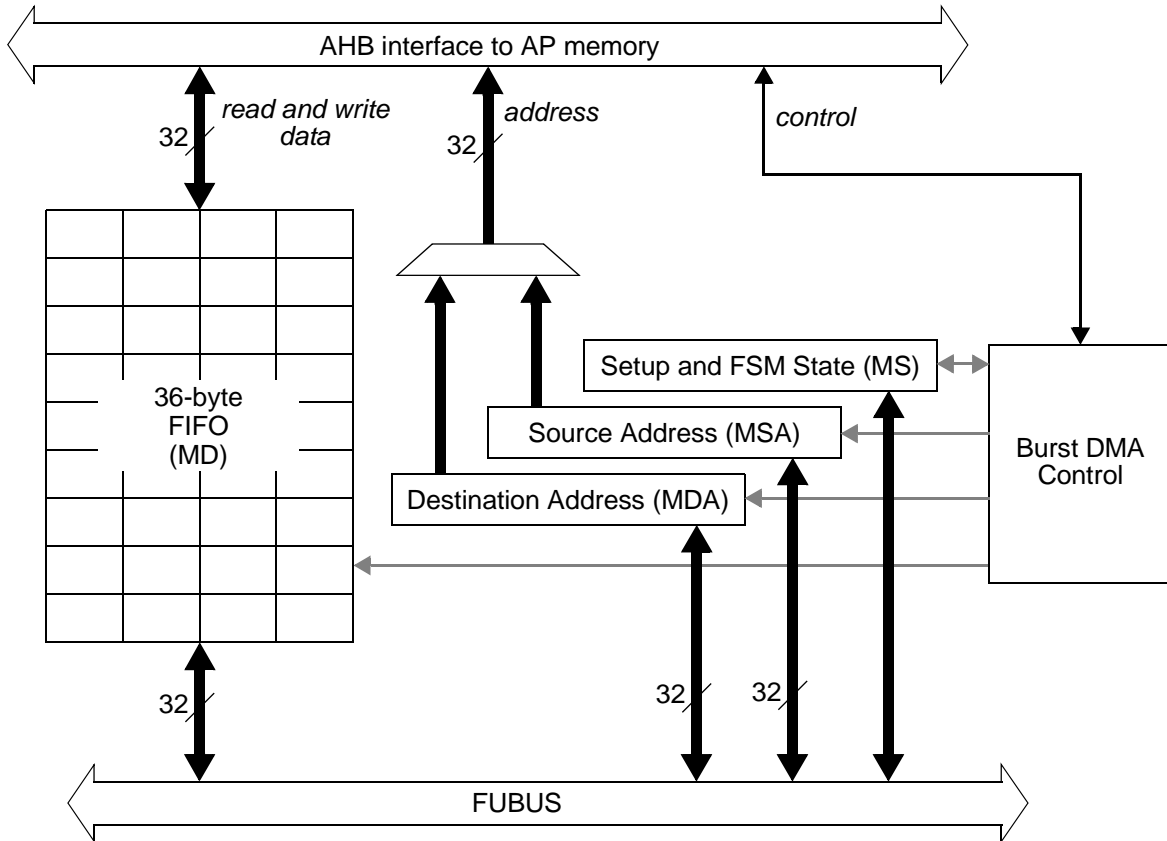 AHB interface to AP memory
read and write
data
32
address
32
control
36-byte
FIFO
(MD)
Setup and FSM State (MS)
Source Address (MSA)
Destination Address (MDA)
Burst DMA
Control
32
32
32
FUBUS